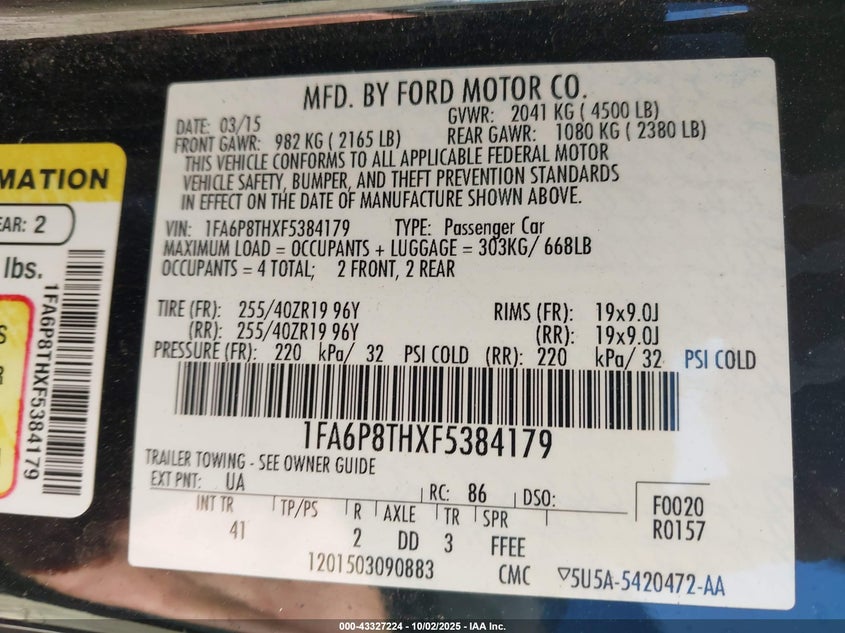 MFD. BY FORD MOTOR CO.
DATE: 03/15 GVWR: 2041 KG ( 4500 LB)
FRONT GAWR: 982 KG ( 2165 LB) REAR GAWR: 1080 KG ( 2380 LB)
THIS VEHICLE CONFORMS TO ALL APPLICABLE FEDERAL MOTOR
VEHICLE SAFETY, BUMPER, AND THEFT PREVENTION STANDARDS
IN EFFECT ON THE DATE OF MANUFACTURE SHOWN ABOVE.
VIN: 1FA6P8THXF5384179 TYPE: Passenger Car
MAXIMUM LOAD = OCCUPANTS + LUGGAGE = 303KG/ 668LB
OCCUPANTS = 4 TOTAL; 2 FRONT, 2 REAR
TIRE (FR): 255/40ZR19 96Y RIMS (FR): 19x9.0J
(RR): 255/40ZR19 96Y (RR): 19x9.0J
PRESSURE (FR): 220 kPa/ 32 PSI COLD (RR): 220 kPa/ 32 PSI COLD
1FA6P8THXF5384179
TRAILER TOWING - SEE OWNER GUIDE
EXT PNT: UA RC: 86 DSO: F0020
INT TR TP/PS R AXLE TR SPR R0157
41 2 DD 3 FFEE
1201503090883 CMC ▽5U5A-5420472-AA
MATION
EAR: 2
lbs.
S
R
1FA6P8THXF5384179
000-43327224 - 10/02/2025 - IAA Inc.